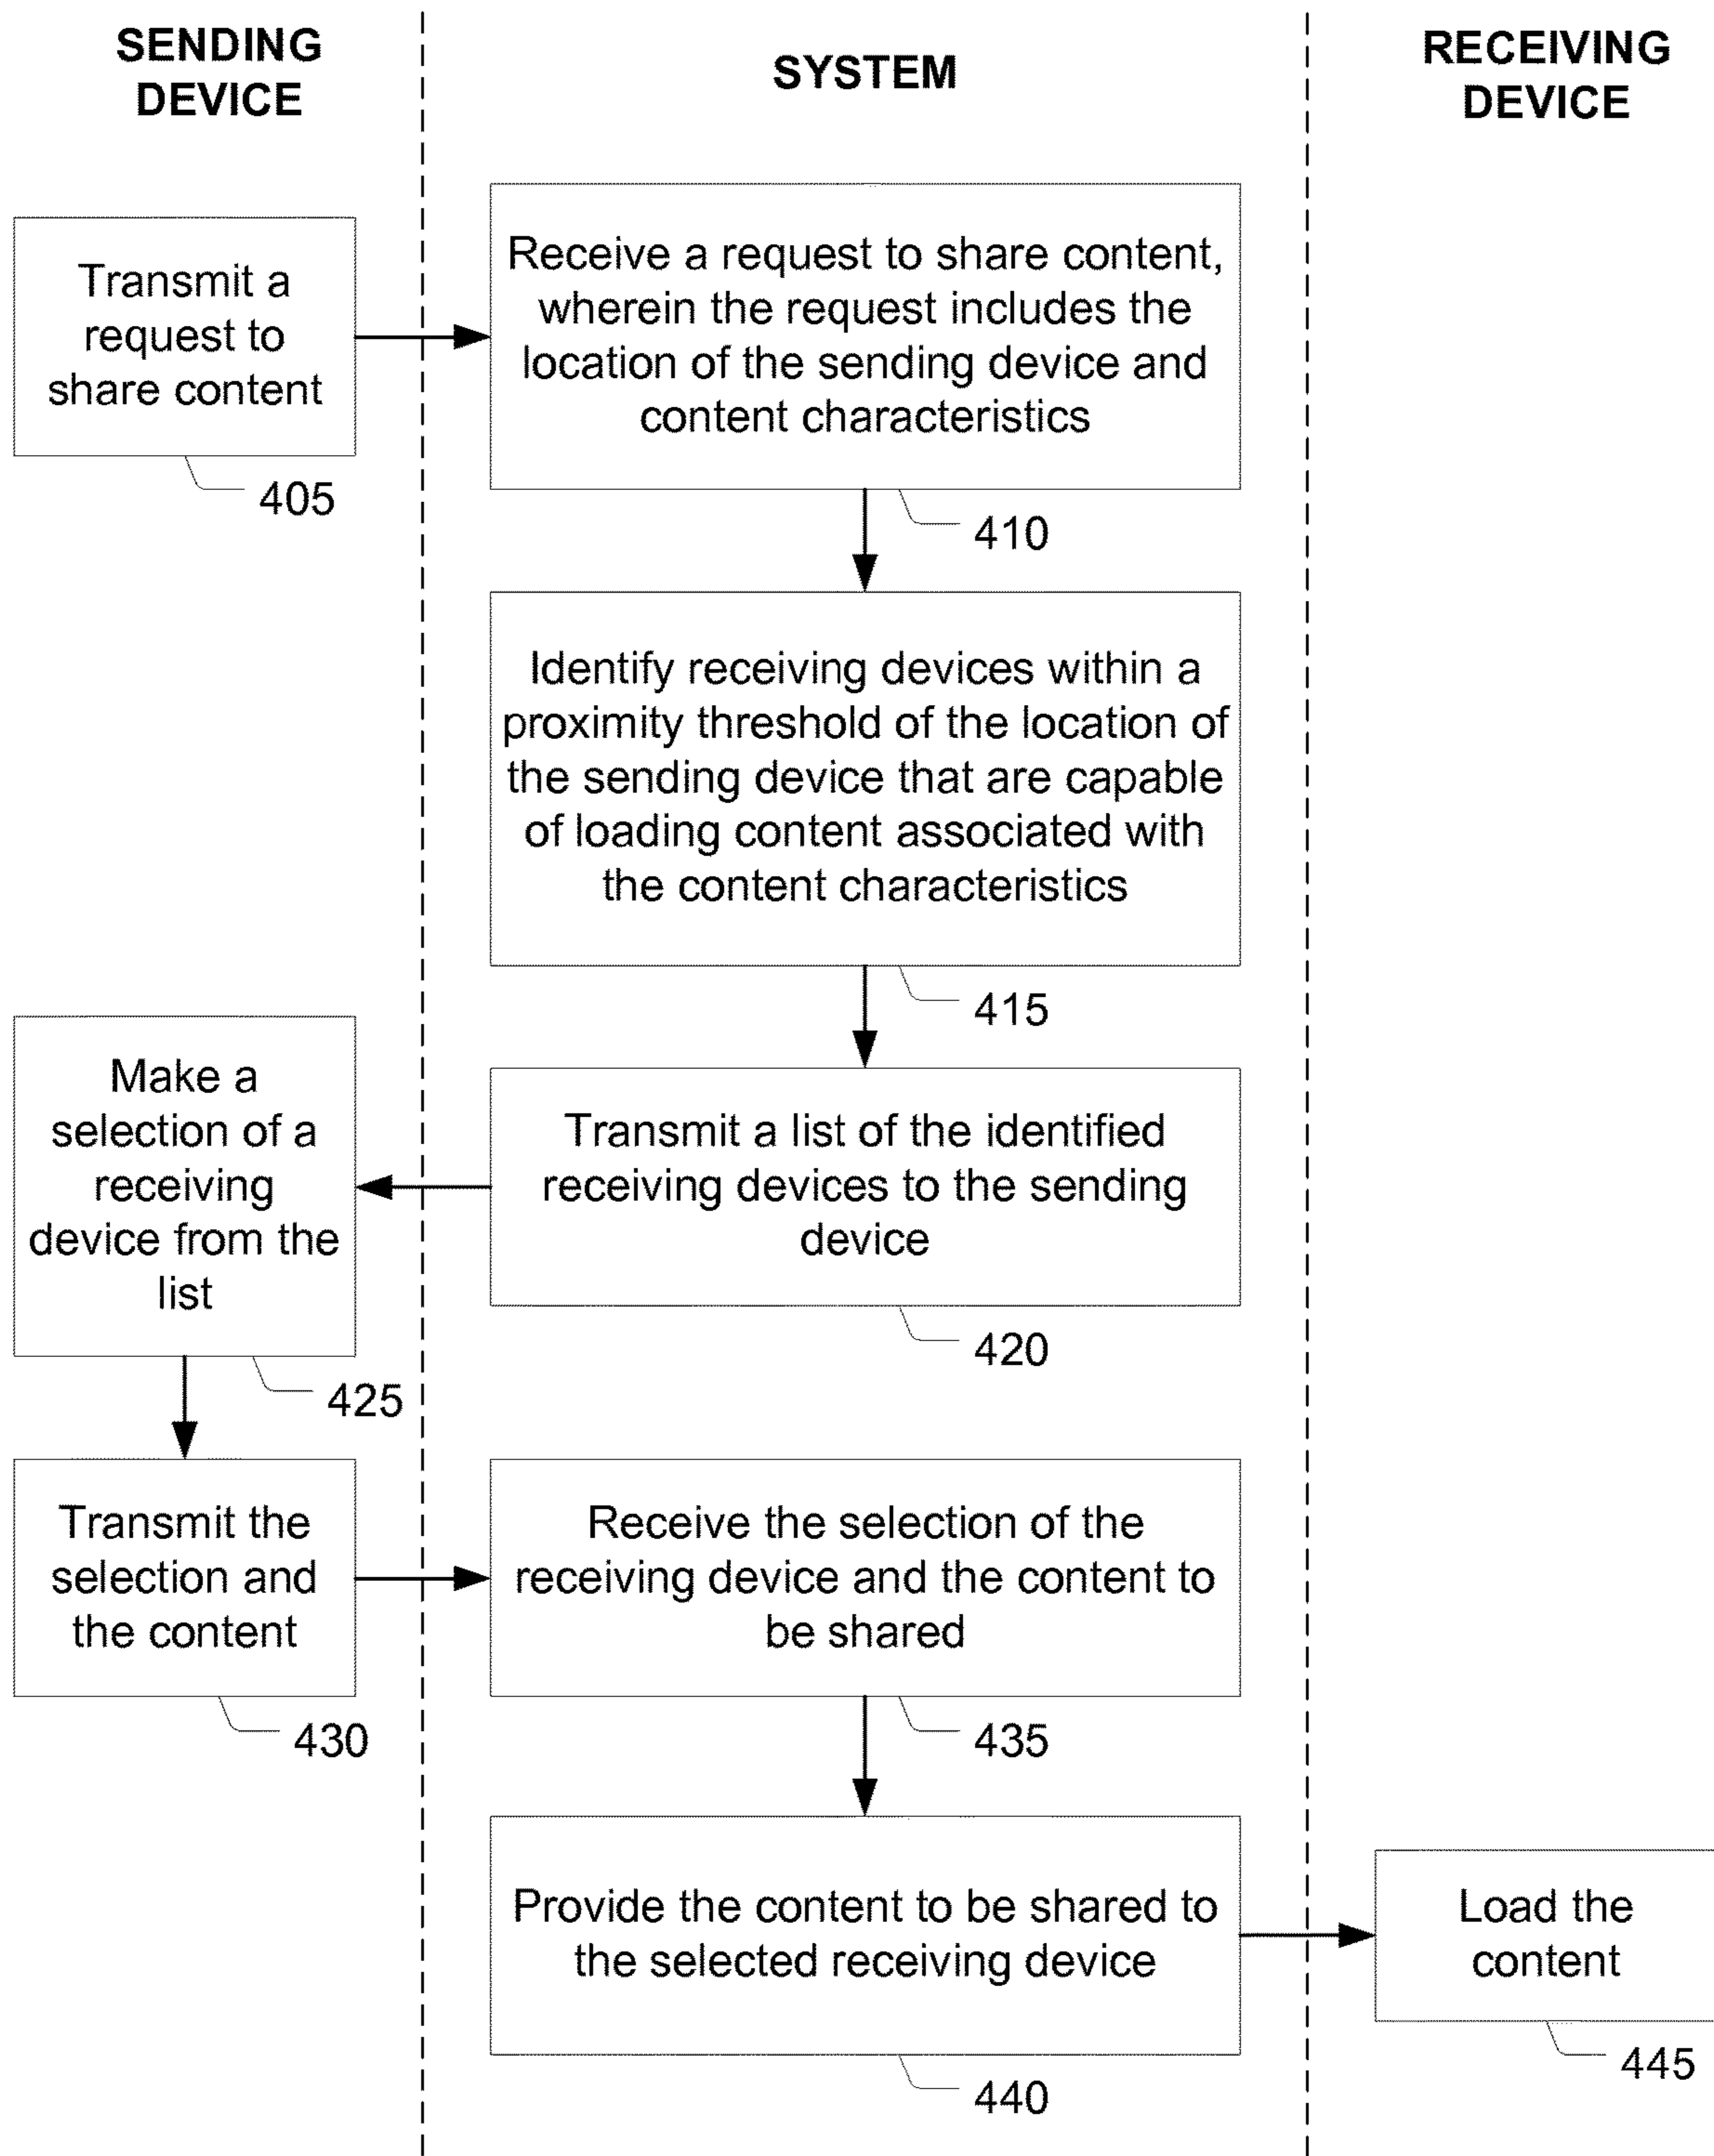 SENDING
DEVICE
SYSTEM
RECEIVING
DEVICE
Transmit a
request to
share content
405
Receive a request to share content,
wherein the request includes the
location of the sending device and
content characteristics
410
Identify receiving devices within a
proximity threshold of the location of
the sending device that are capable
of loading content associated with
the content characteristics
415
Transmit a list of the identified
receiving devices to the sending
device
420
Make a
selection of a
receiving
device from the
list
425
Transmit the
selection and
the content
430
Receive the selection of the
receiving device and the content to
be shared
435
Provide the content to be shared to
the selected receiving device
440
Load the
content
445